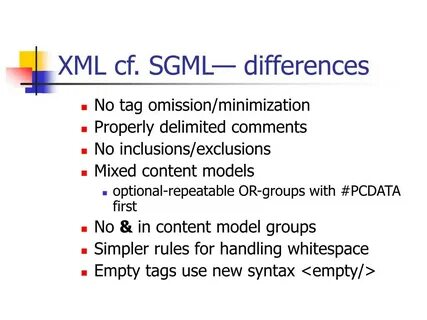 XML cf. SGML— differences
No tag omission/minimization
Properly delimited comments
No inclusions/exclusions
Mixed content models
optional-repeatable OR-groups with #PCDATA
first
No & in content model groups
Simpler rules for handling whitespace
Empty tags use new syntax <empty/>